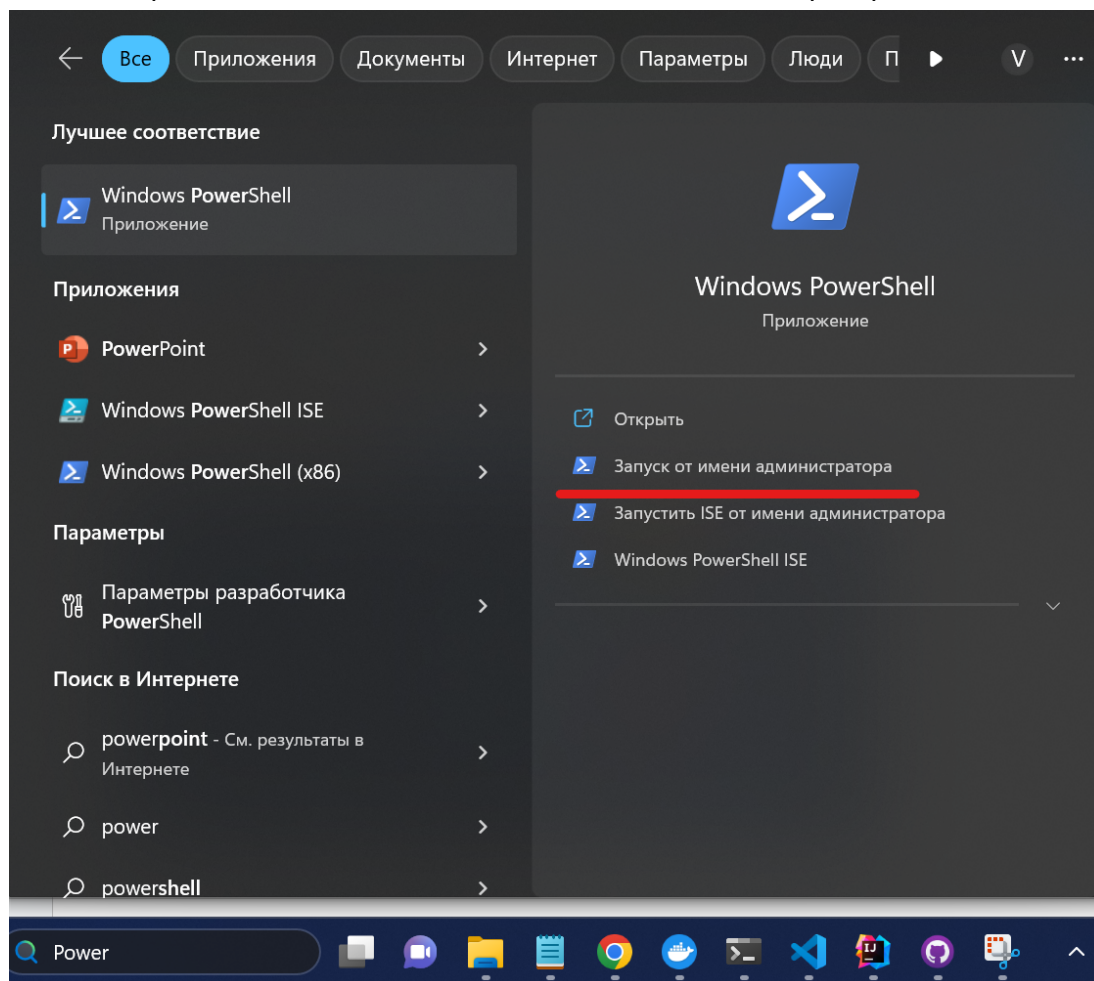 Все Приложения Документы Интернет Параметры Люди П V
Лучшее соответствие
Windows PowerShell
Приложение
Приложения
PowerPoint
Windows PowerShell ISE
Windows PowerShell (x86)
Параметры
Параметры разработчика
PowerShell
Поиск в Интернете
powerpoint - См. результаты в
Интернете
power
powershell
Windows PowerShell
Приложение
Открыть
Запуск от имени администратора
Запустить ISE от имени администратора
Windows PowerShell ISE
Power